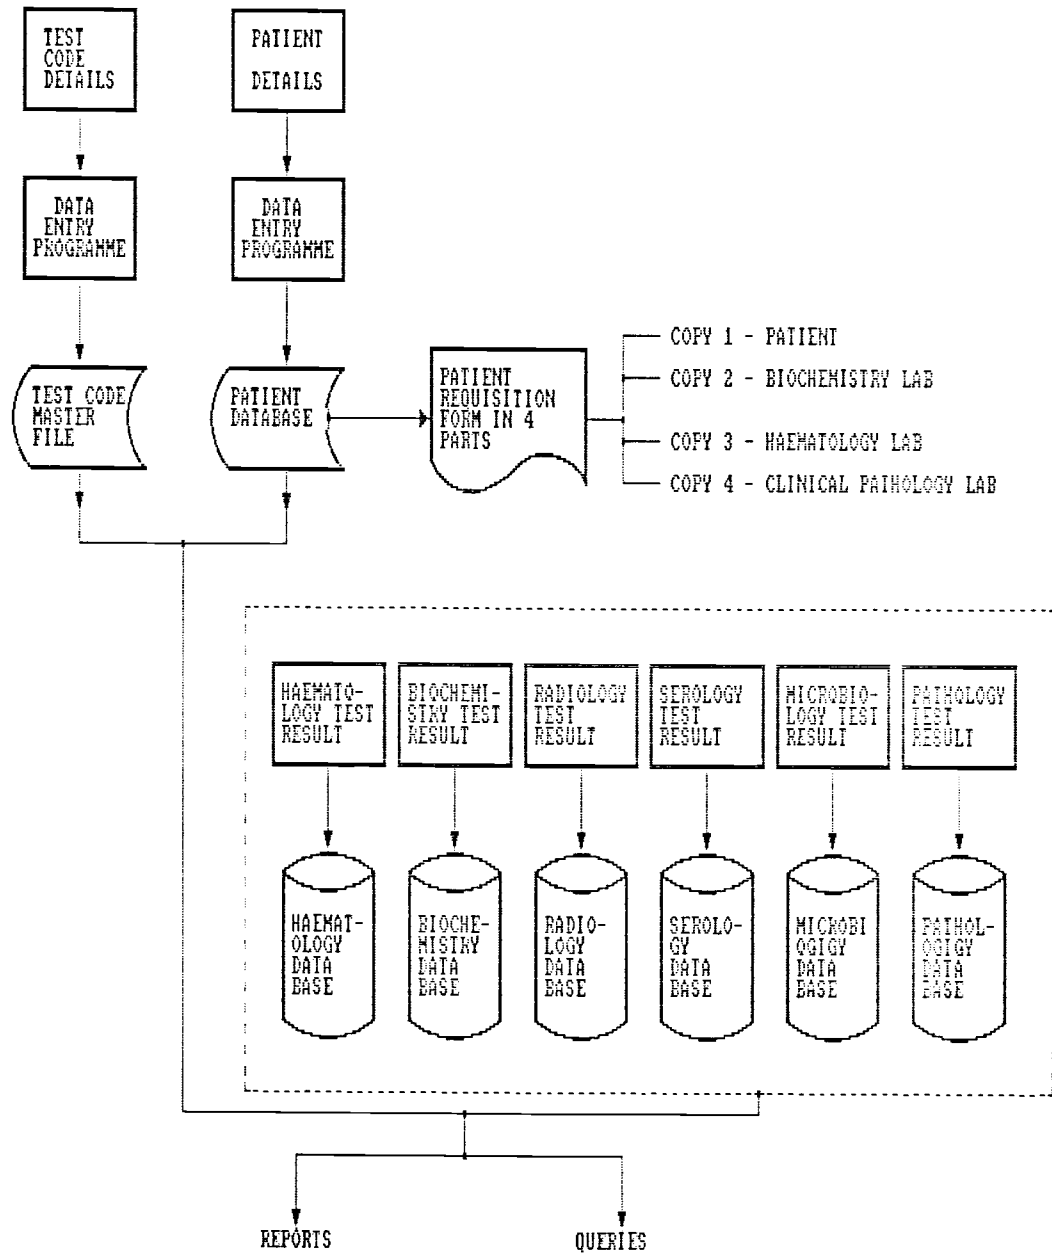 TEST
CODE
DETAILS
PATIENT
DETAILS
DATA
ENTRY
PROGRAMME
DATA
ENTRY
PROGRAMME
TEST CODE
MASTER
FILE
PATIENT
DATABASE
PATIENT
REQUISITION
FORM IN 4
PARTS
COPY 1 - PATIENT
COPY 2 - BIOCHEMISTRY LAB
COPY 3 - HAEMATOLOGY LAB
COPY 4 - CLINICAL PATHOLOGY LAB
HAEMATO-
LOGY TEST
RESULT
BIOCHEMI-
STRY TEST
RESULT
RADIOLOGY
TEST
RESULT
SEROLOGY
TEST
RESULT
MICROBIO-
LOGY TEST
RESULT
PATHOLOGY
TEST
RESULT
HAEMAT-
OLOGY
DATA
BASE
BIOCHE-
MISTRY
DATA
BASE
RADIO-
LOGY
DATA
BASE
SEROLO-
GY
DATA
BASE
MICROBI
OGIGY
DATA
BASE
PATHOL-
OGIGY
DATA
BASE
REPORTS
QUERIES